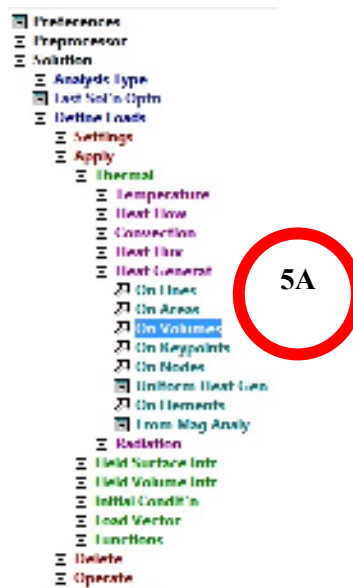 Preferences
Preprocessor
Solution
Analysis Type
Last Sol'n Optn
Define Loads
Settings
Apply
Thermal
Temperature
Heat Flow
Convection
Heat Flux
Heat Generat
On Lines
On Areas
On Volumes
On Keypoints
On Nodes
Uniform Heat Gen
On Elements
From Mag Analy
Radiation
Field Surface Intr
Field Volume Intr
Initial Condit'n
Load Vector
Functions
Delete
Operate
5A